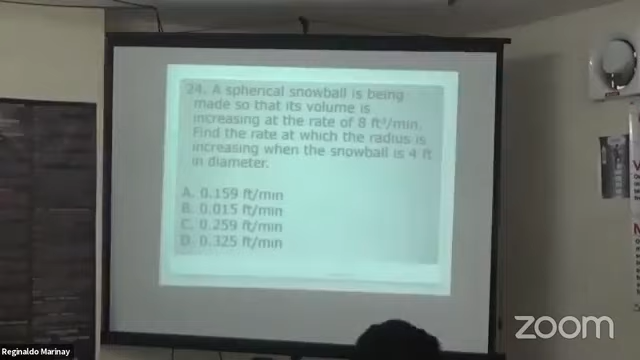 24. A spherical snowball is being
made so that its volume is
increasing at the rate of 8 ft³/min.
Find the rate at which the radius is
increasing when the snowball is 4 ft
in diameter.
A. 0.159 ft/min
B. 0.015 ft/min
C. 0.259 ft/min
D. 0.325 ft/min
zoom
Reginaldo Marinay